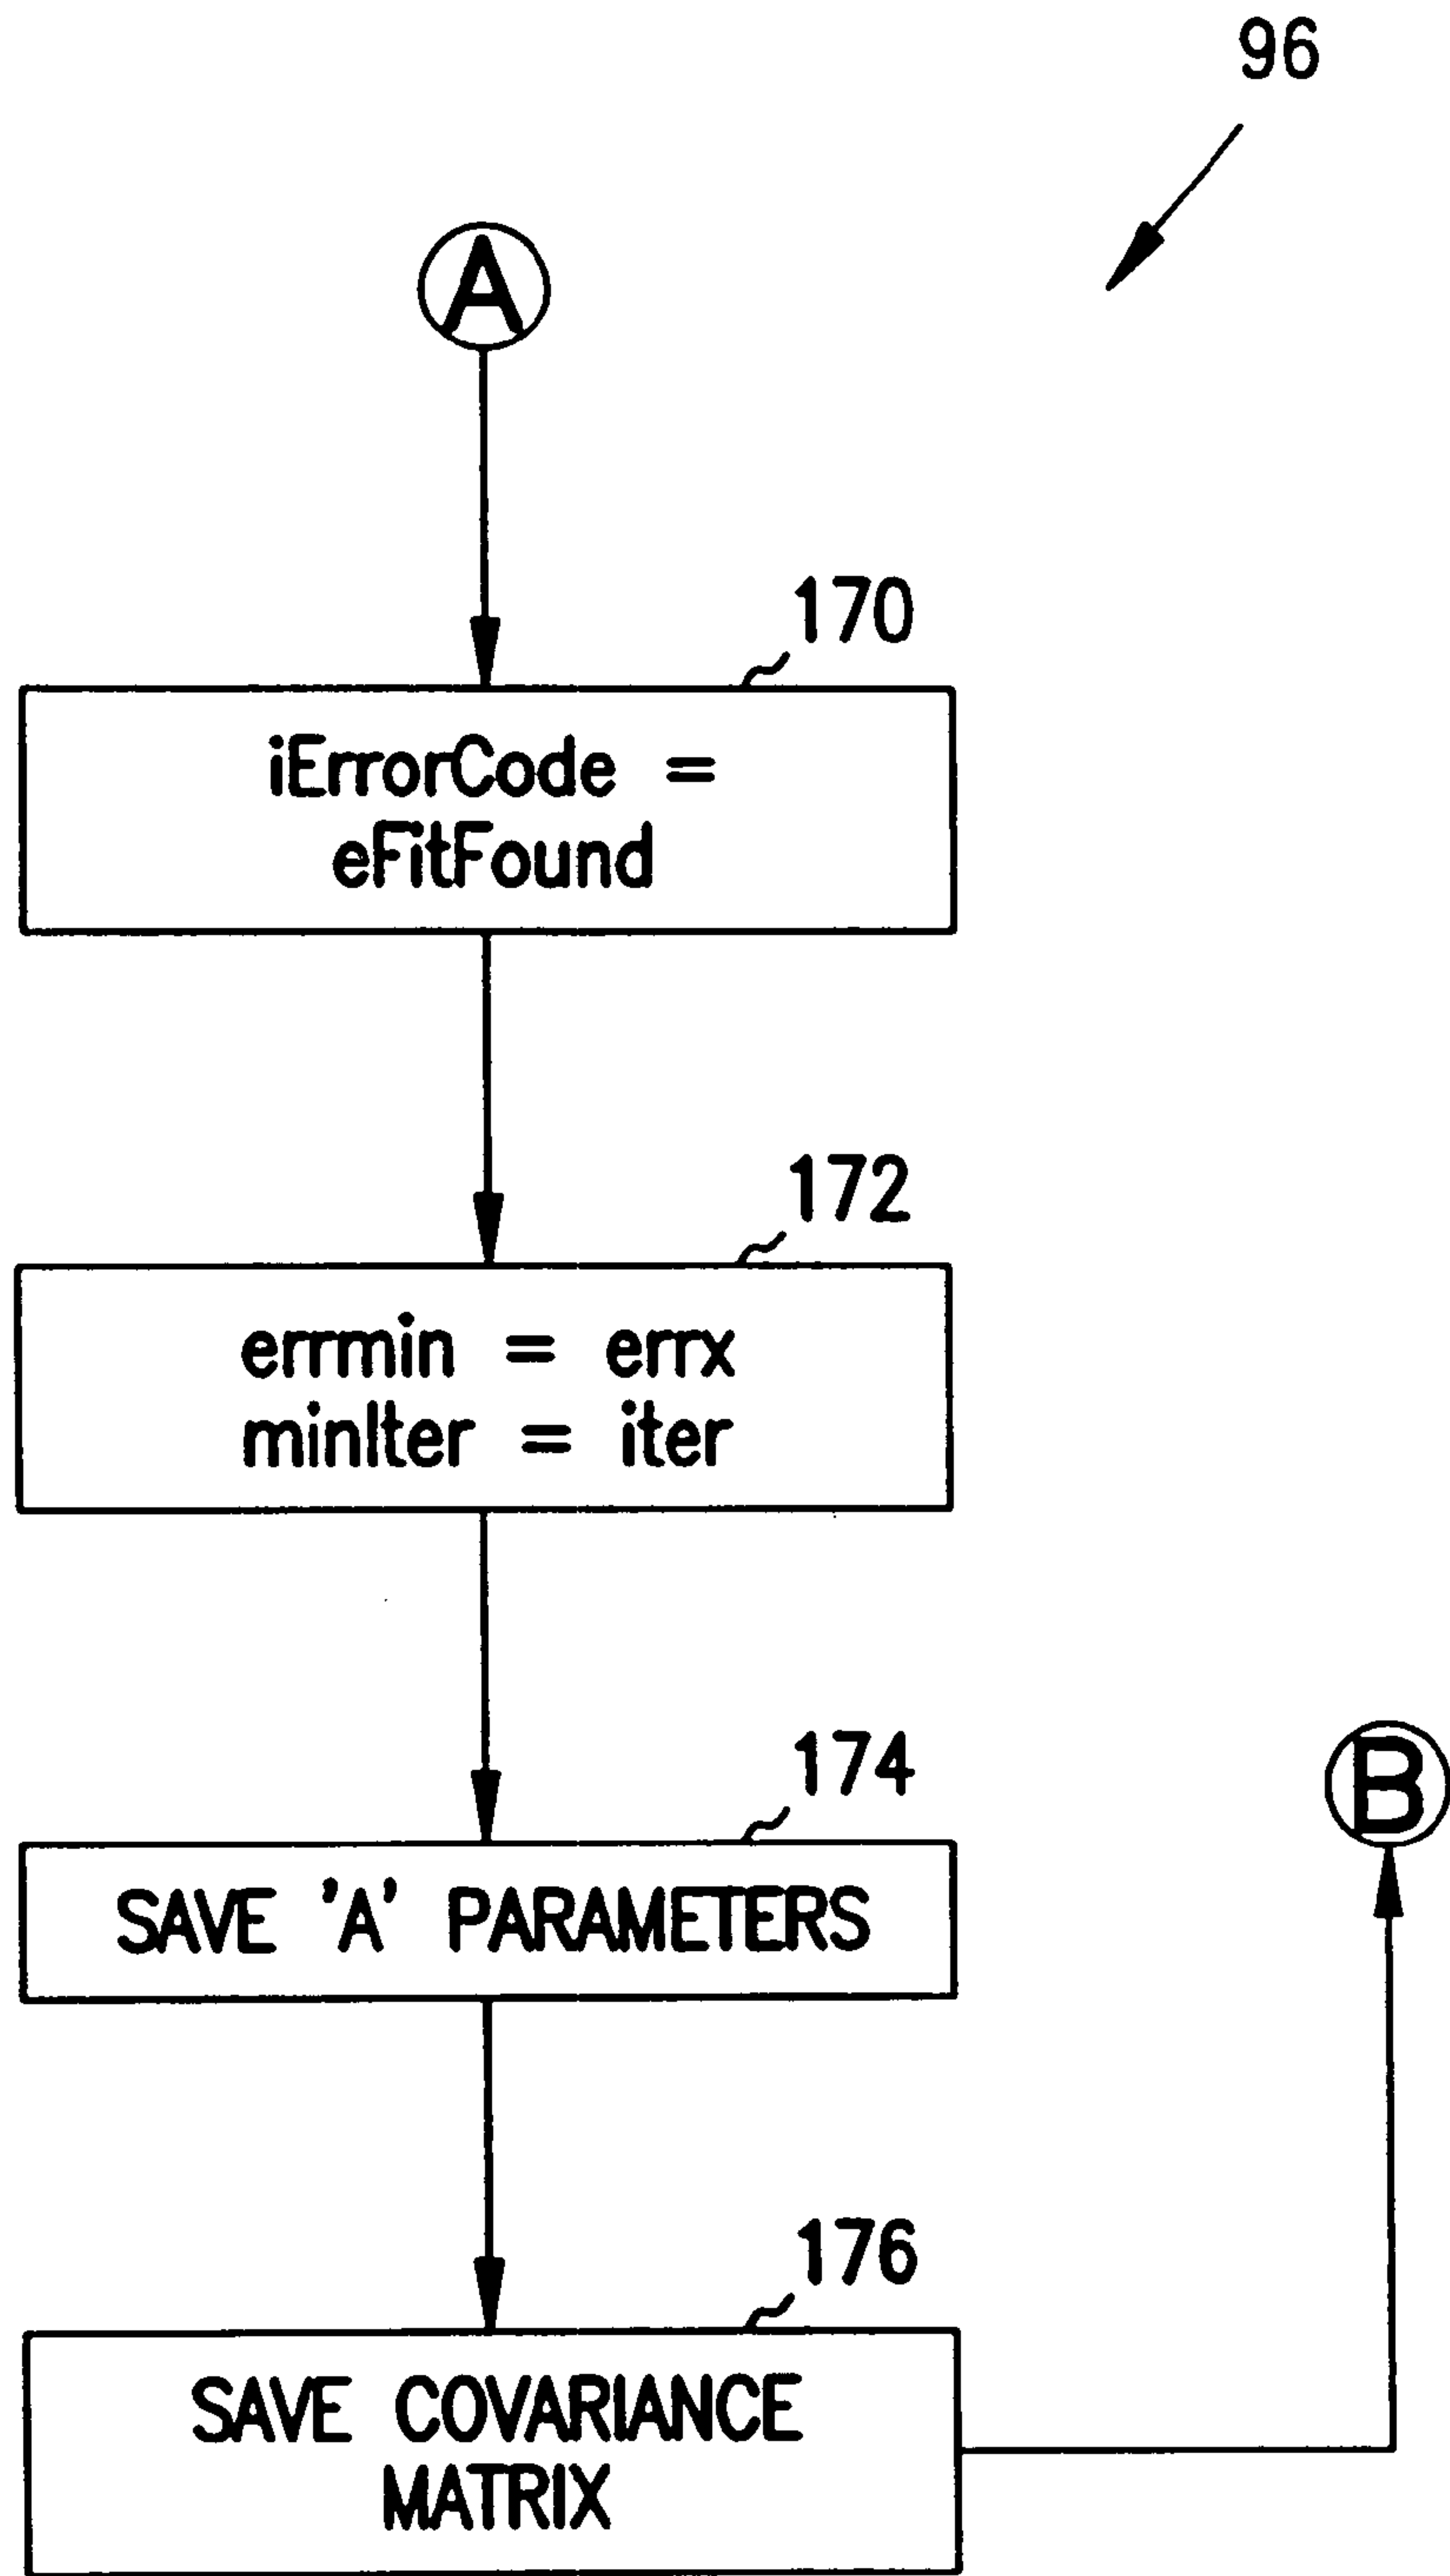 96
A
170
iErrorCode =
eFitFound
172
errmin = errx
minIter = iter
174
SAVE 'A' PARAMETERS
B
176
SAVE COVARIANCE
MATRIX